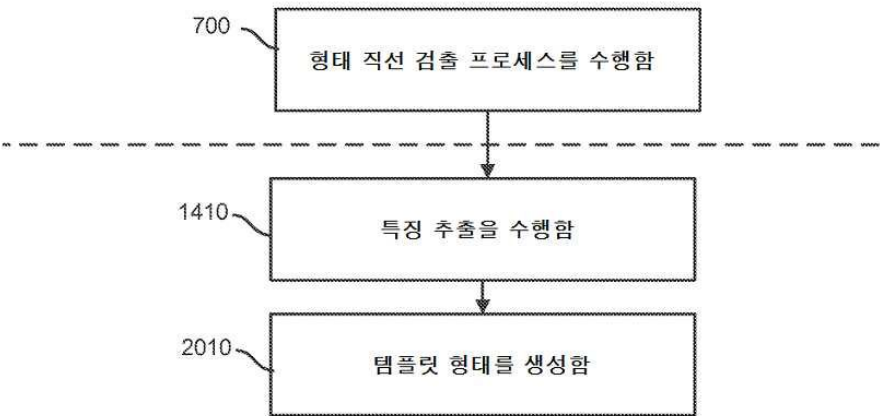 700
형태 직선 검출 프로세스를 수행함
1410
특징 추출을 수행함
2010
템플릿 형태를 생성함